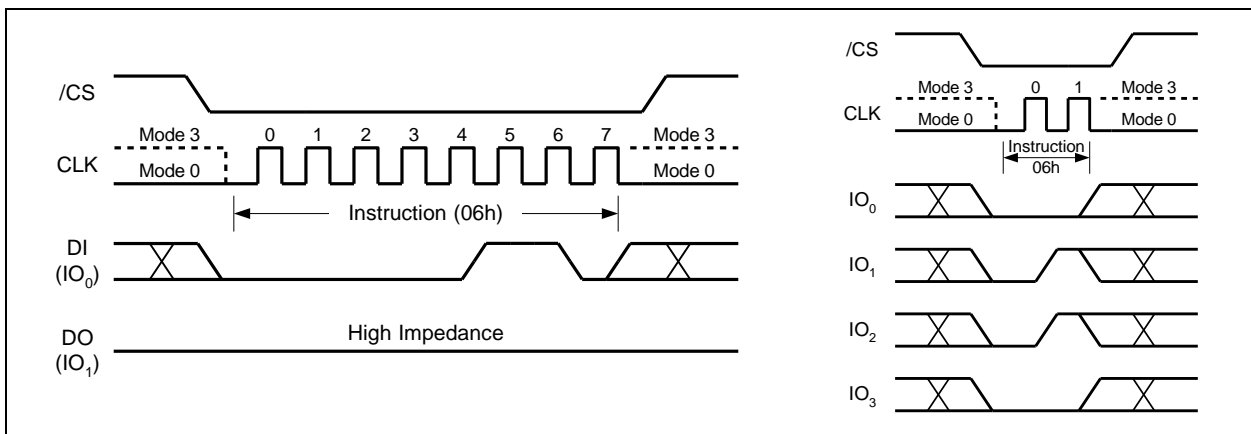 /CS
Mode 3 0 1 2 3 4 5 6 7 Mode 3
CLK
Mode 0 Mode 0
Instruction (06h)
DI
(IO0)
High Impedance
DO
(IO1)
/CS
Mode 3 0 1 Mode 3
CLK
Mode 0 Mode 0
Instruction
06h
IO0
IO1
IO2
IO3